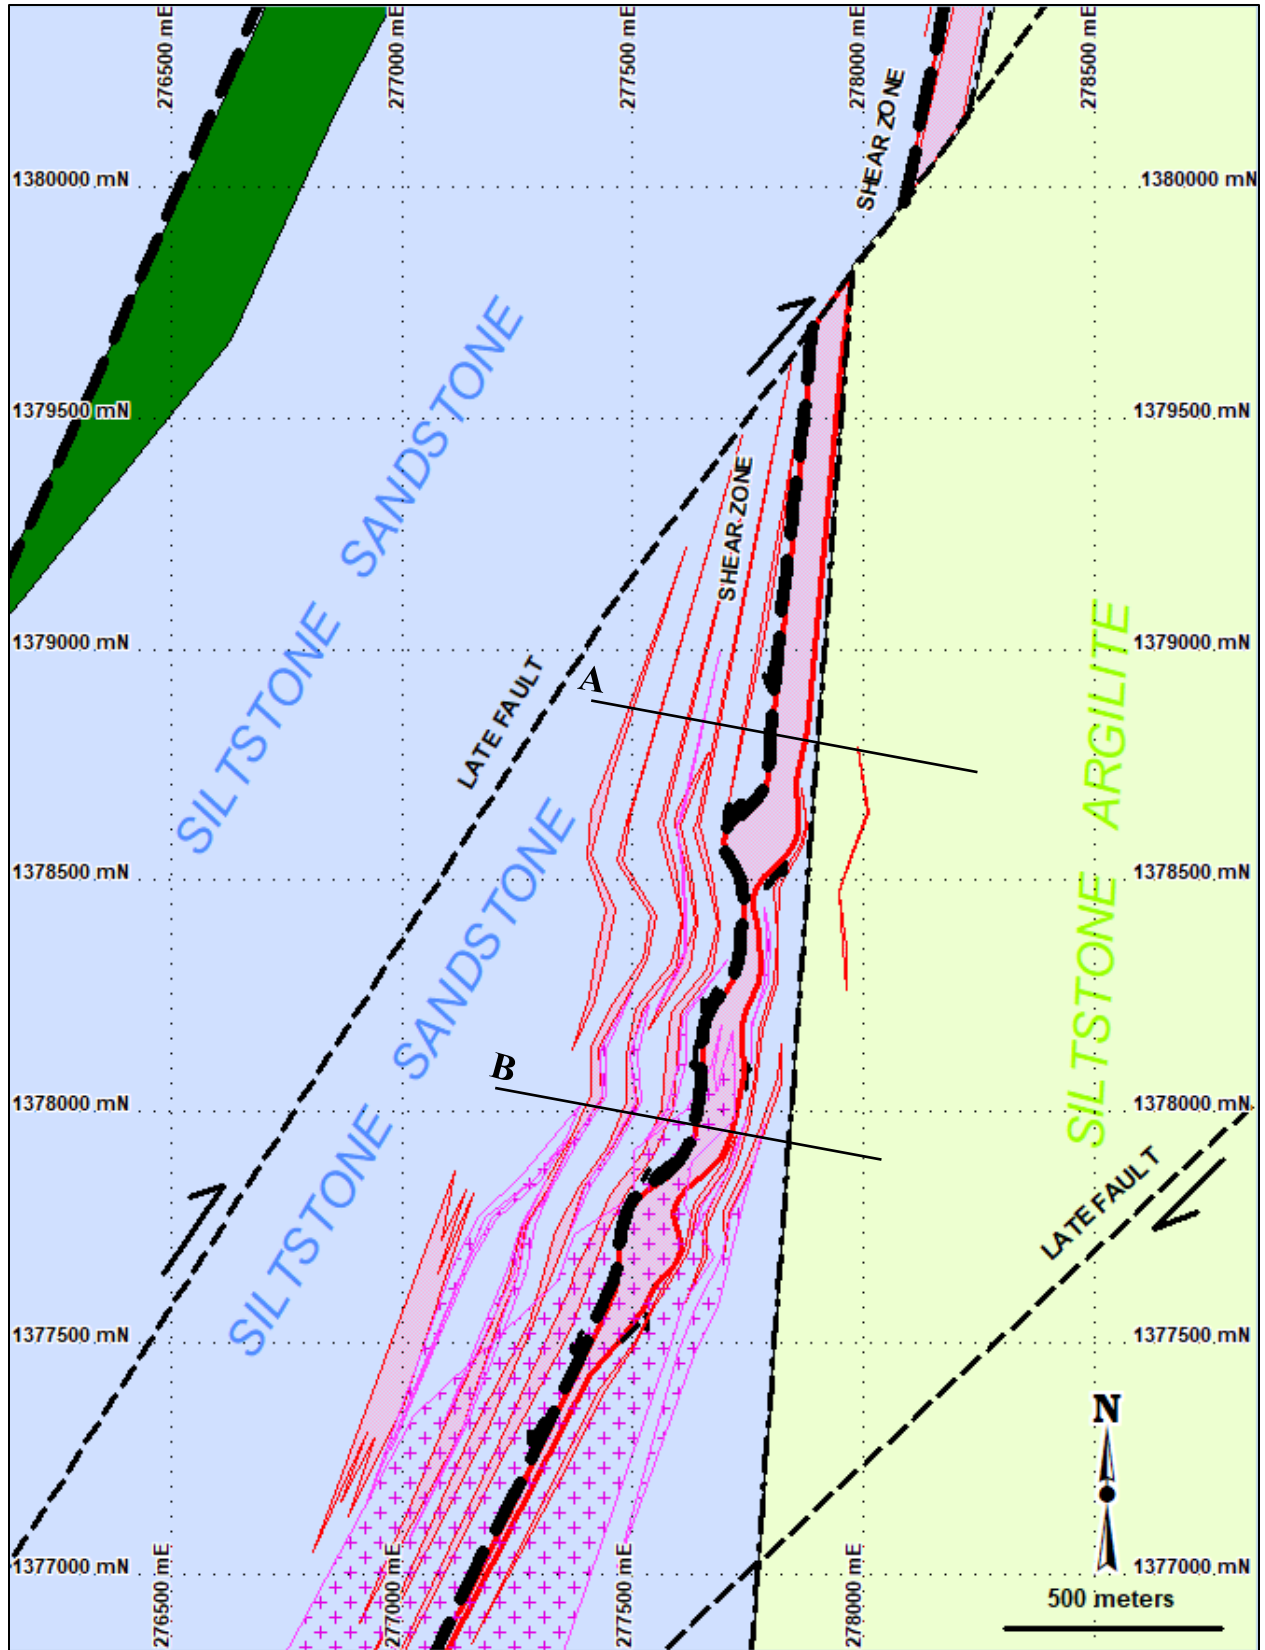 276500 mE
277000 mE
277500 mE
278000 mE
278500 mE
SHEAR ZONE
1380000 mN
1380000 mN
SILTSTONE SANDSTONE
1379500 mN
1379500 mN
SHEAR ZONE
1379000 mN
1379000 mN
LATE FAULT
A
SILTSTONE ARGILITE
SILTSTONE SANDSTONE
1378500 mN
1378500 mN
B
1378000 mN
1378000 mN
LATE FAULT
1377500 mN
1377500 mN
N
1377000 mN
1377000 mN
276500 mE
277000 mE
277500 mE
278000 mE
500 meters